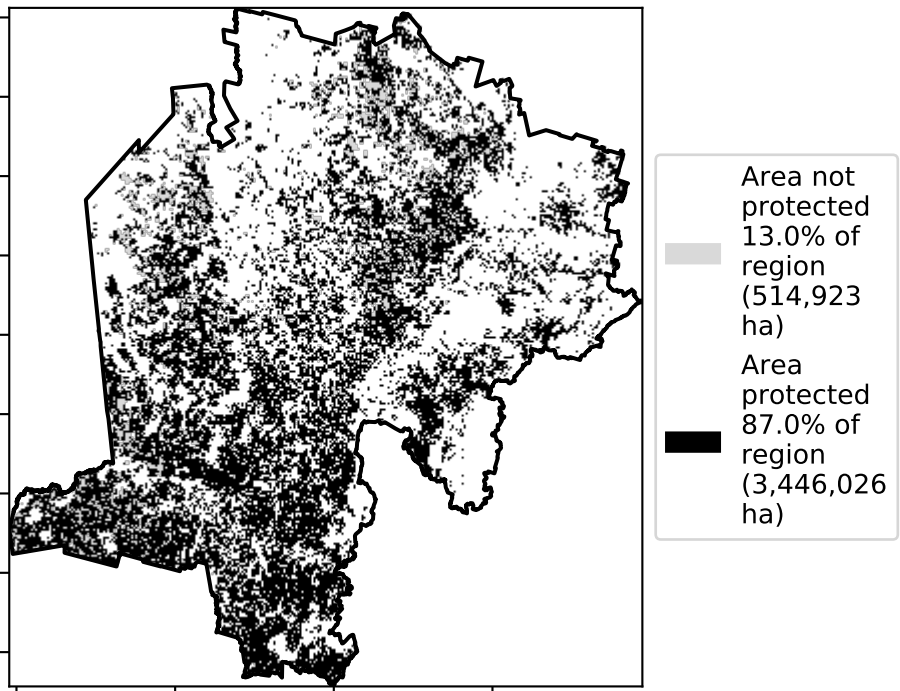 Area not
protected
13.0% of
region
(514,923
ha)
Area
protected
87.0% of
region
(3,446,026
ha)